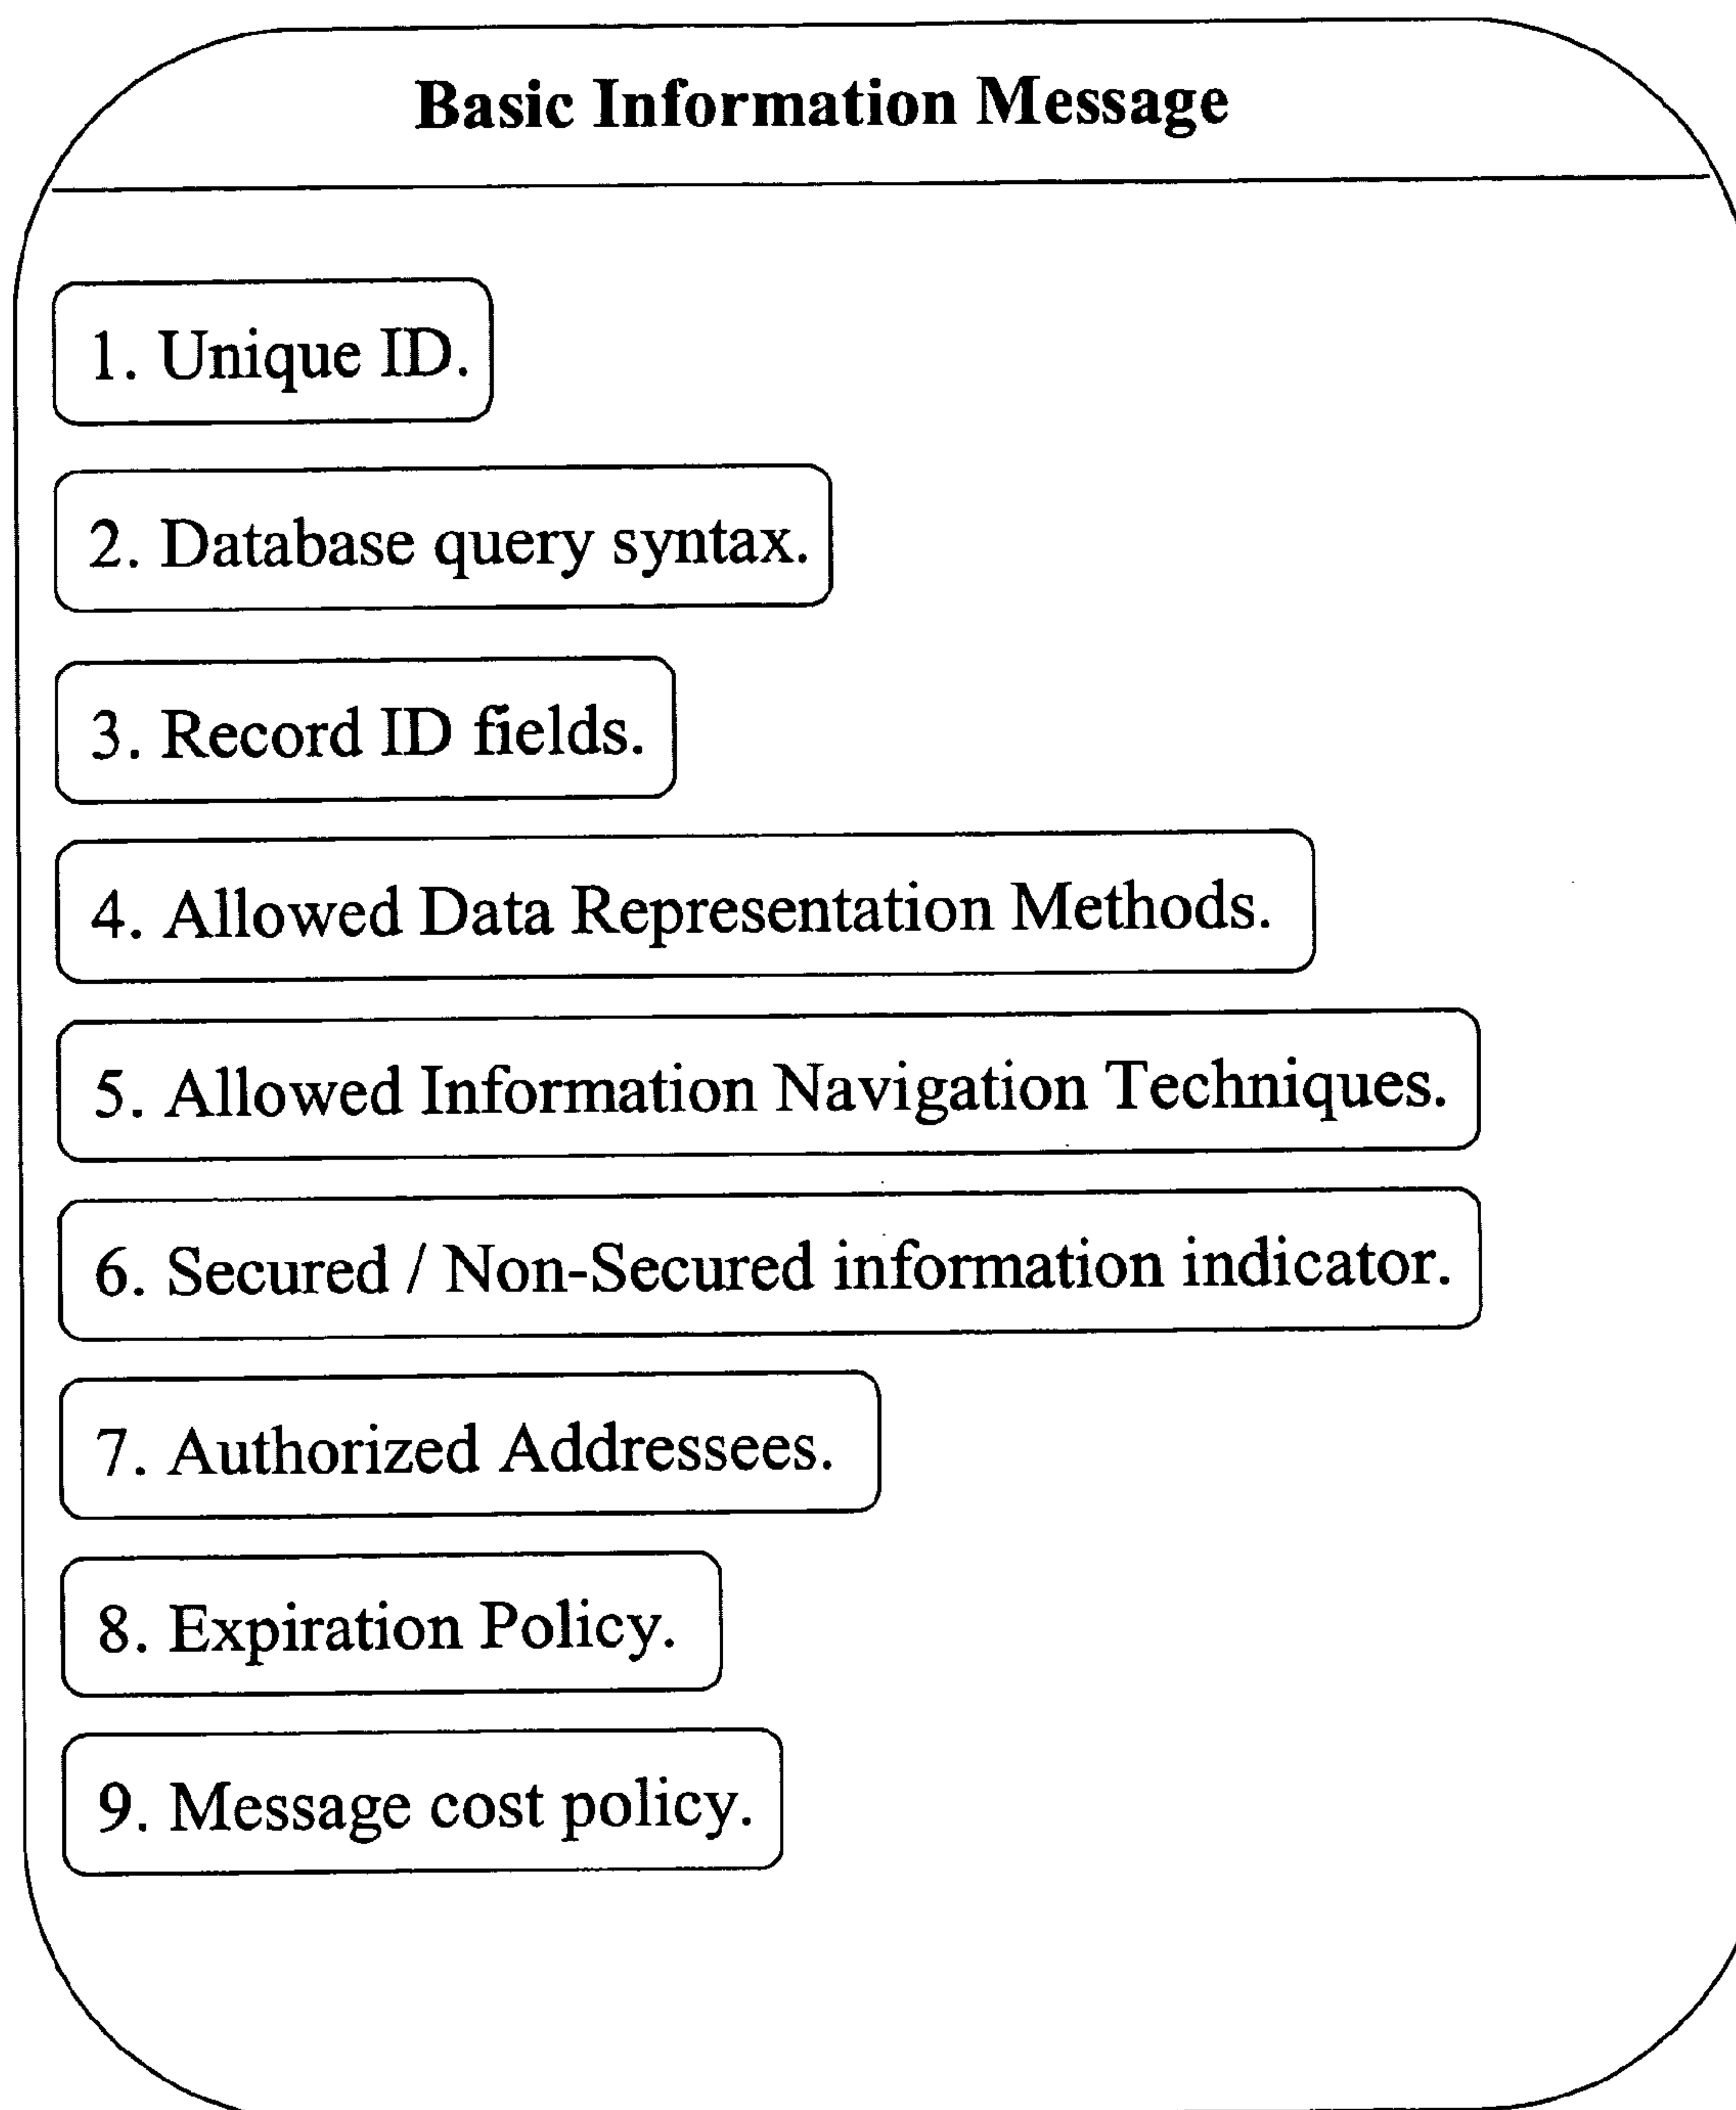 Basic Information Message
1. Unique ID.
2. Database query syntax.
3. Record ID fields.
4. Allowed Data Representation Methods.
5. Allowed Information Navigation Techniques.
6. Secured / Non-Secured information indicator.
7. Authorized Addressees.
8. Expiration Policy.
9. Message cost policy.